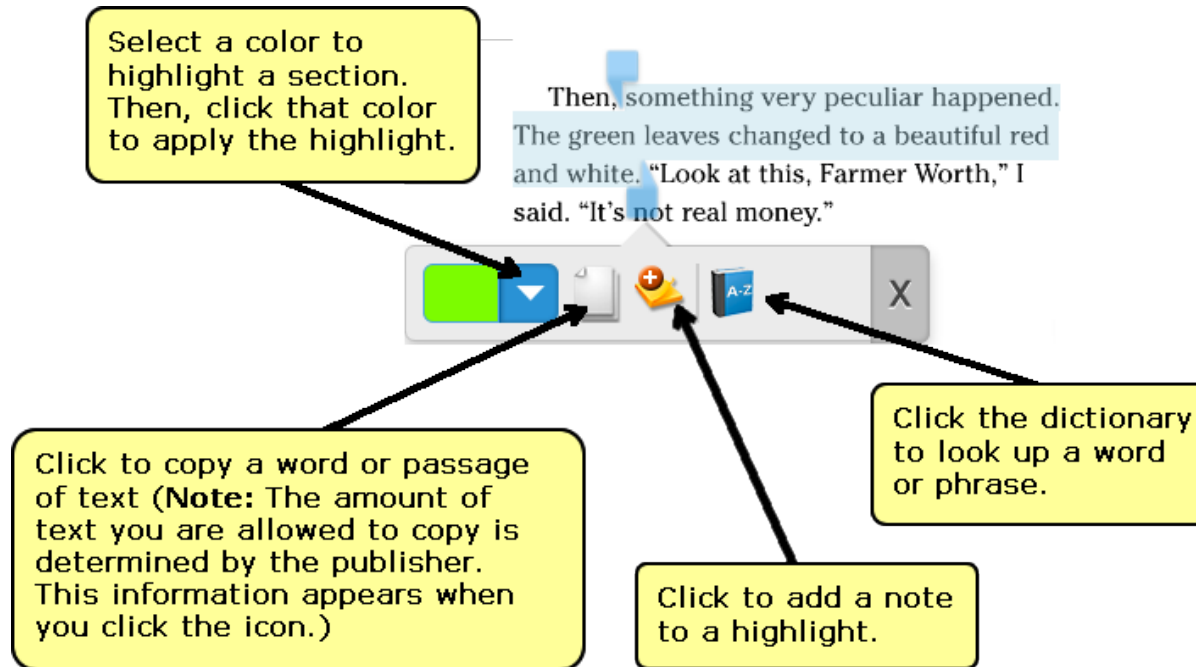 Select a color to
highlight a section.
Then, click that color
to apply the highlight.
Then, something very peculiar happened.
The green leaves changed to a beautiful red
and white. “Look at this, Farmer Worth,” I
said. “It's not real money.”
A-Z
X
Click the dictionary
to look up a word
or phrase.
Click to copy a word or passage
of text (Note: The amount of
text you are allowed to copy is
determined by the publisher.
This information appears when
you click the icon.)
Click to add a note
to a highlight.